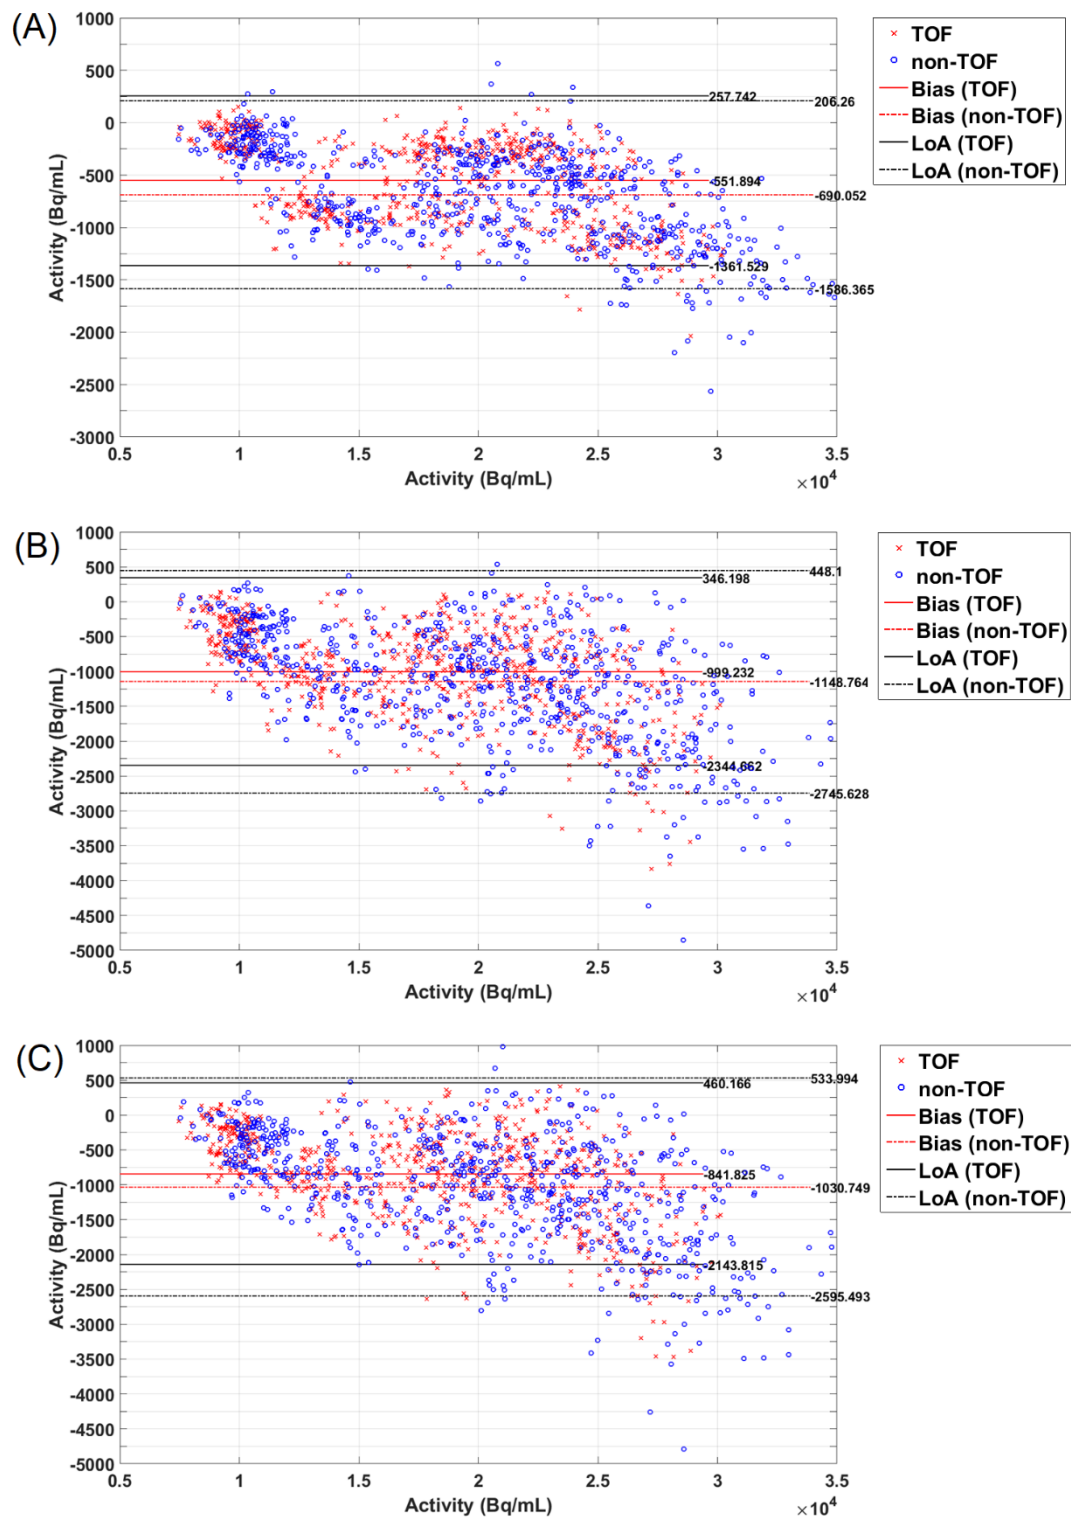 (A)
1000
500
0
-500
-1000
-1500
-2000
-2500
-3000
Activity (Bq/mL)
257.742
206.26
-551.894
-690.052
-1361.529
-1586.365
0.5 1 1.5 2 2.5 3 3.5
Activity (Bq/mL)
×10⁴
TOF
non-TOF
Bias (TOF)
Bias (non-TOF)
LoA (TOF)
LoA (non-TOF)
(B)
1000
500
0
-500
-1000
-1500
-2000
-2500
-3000
-3500
-4000
-4500
-5000
Activity (Bq/mL)
448.1
346.198
-999.232
-1148.764
-2344.662
-2745.628
0.5 1 1.5 2 2.5 3 3.5
Activity (Bq/mL)
×10⁴
TOF
non-TOF
Bias (TOF)
Bias (non-TOF)
LoA (TOF)
LoA (non-TOF)
(C)
1000
500
0
-500
-1000
-1500
-2000
-2500
-3000
-3500
-4000
-4500
-5000
Activity (Bq/mL)
533.994
460.166
-841.825
-1030.749
-2143.815
-2595.493
0.5 1 1.5 2 2.5 3 3.5
Activity (Bq/mL)
×10⁴
TOF
non-TOF
Bias (TOF)
Bias (non-TOF)
LoA (TOF)
LoA (non-TOF)